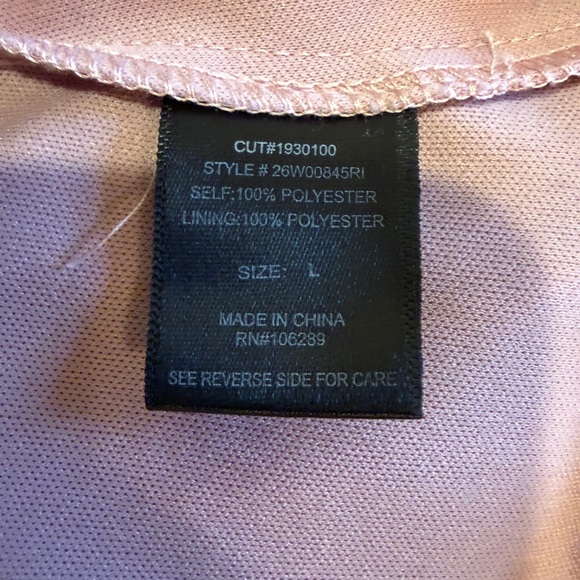 CUT#1930100
STYLE # 26W00845RI
SELF:100% POLYESTER
LINING:100% POLYESTER
SIZE: L
MADE IN CHINA
RN#106289
SEE REVERSE SIDE FOR CARE